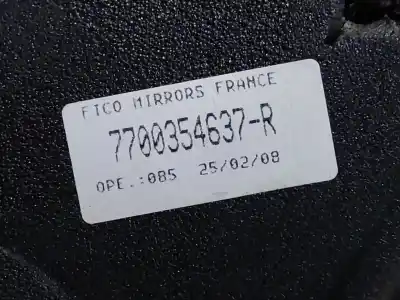 FICO MIRRORS FRANCE
7700354637-R
OPE.:085 25/02/08